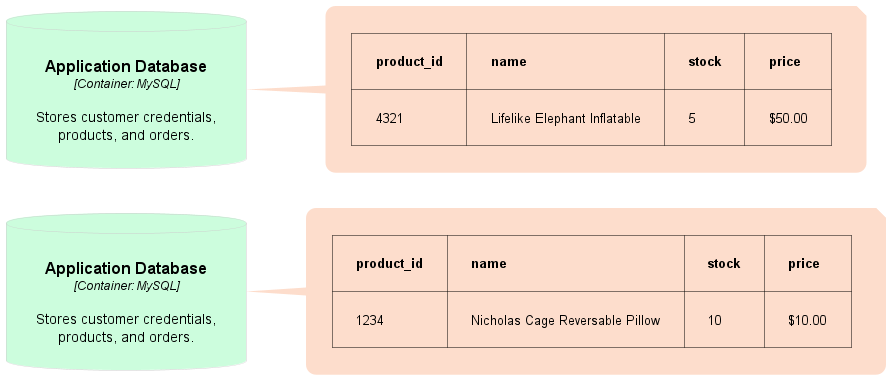 Application Database
[Container: MySQL]
Stores customer credentials,
products, and orders.
product_id name stock price
4321 Lifelike Elephant Inflatable 5 $50.00
Application Database
[Container: MySQL]
Stores customer credentials,
products, and orders.
product_id name stock price
1234 Nicholas Cage Reversable Pillow 10 $10.00